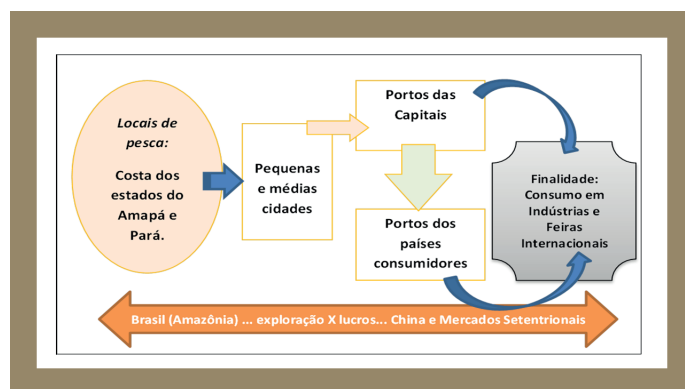 Locais de
pesca:
Costa dos
estados do
Amapá e
Pará.
Pequenas
e médias
cidades
Portos das
Capitais
Portos dos
países
consumidores
Finalidade:
Consumo em
Indústrias e
Feiras
Internacionais
Brasil (Amazônia) ... exploração X lucros... China e Mercados Setentrionais